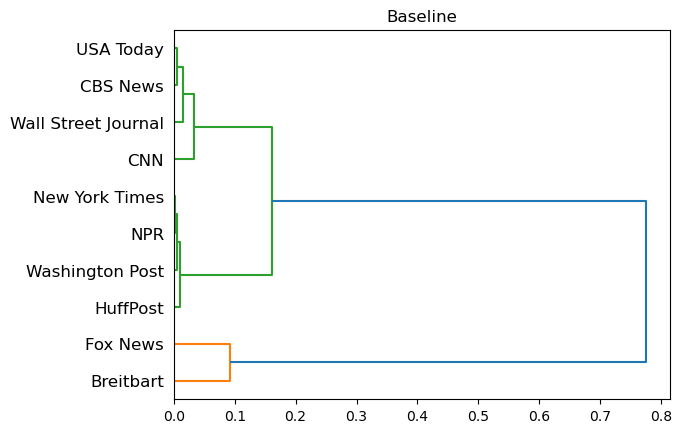 Baseline
USA Today
CBS News
Wall Street Journal
CNN
New York Times
NPR
Washington Post
HuffPost
Fox News
Breitbart
0.0 0.1 0.2 0.3 0.4 0.5 0.6 0.7 0.8